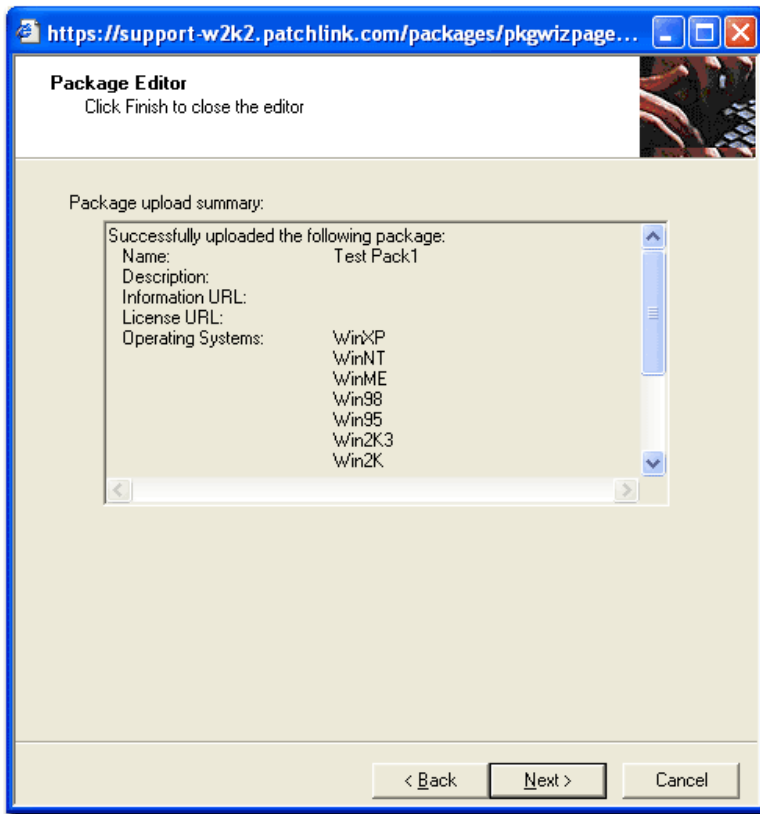 https://support-w2k2.patchlink.com/packages/pkgwizpage...
Package Editor
Click Finish to close the editor
Package upload summary:
Successfully uploaded the following package:
Name: Test Pack1
Description:
Information URL:
License URL:
Operating Systems: WinXP
WinNT
WinME
Win98
Win95
Win2K3
Win2K
< Back Next > Cancel